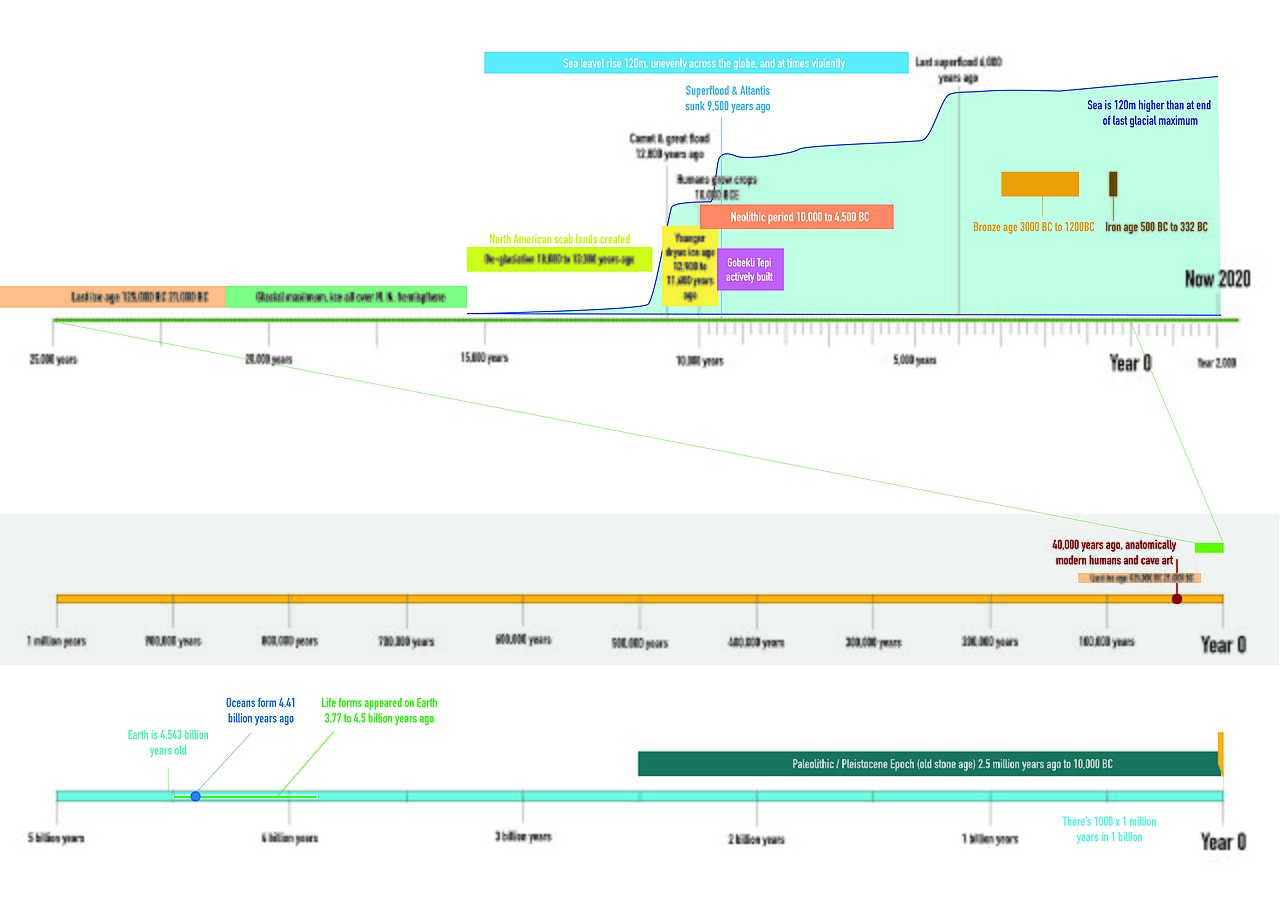 Sea leavel rise 120m, unevenly across the globe, and at times violently
Last superflood 6,000
years ago
Superflood & Atlantis
sunk 9,500 years ago
Sea is 120m higher than at end
of last glacial maximum
Comet & great flood
12,800 years ago
Humans grow crops
10,000 BCE
Neolithic period 10,000 to 4,500 BC
Bronze age 3000 BC to 1200BC
Iron age 500 BC to 332 BC
North American scab lands created
De-glaciation to years ago
Younger
dryas ice age
12,900 to
11,600 years
ago
Gobekli Tepi
actively built
Now 2020
Last ice age BC BC
Glacial maximum, ice all over N. hemisphere
25,000 years
20,000 years
15,000 years
10,000 years
5,000 years
Year 0
Year 2,000
40,000 years ago, anatomically
modern humans and cave art
Last ice age BC BC
1 million years
900,000 years
800,000 years
700,000 years
600,000 years
500,000 years
400,000 years
300,000 years
200,000 years
100,000 years
Year 0
Oceans form 4.41
billion years ago
Life forms appeared on Earth
3.77 to 4.5 billion years ago
Earth is 4.543 billion
years old
Paleolithic / Pleistocene Epoch (old stone age) 2.5 million years ago to 10,000 BC
5 billion years
4 billion years
3 billion years
2 billion years
1 billion years
There's 1000 x 1 million
years in 1 billion
Year 0